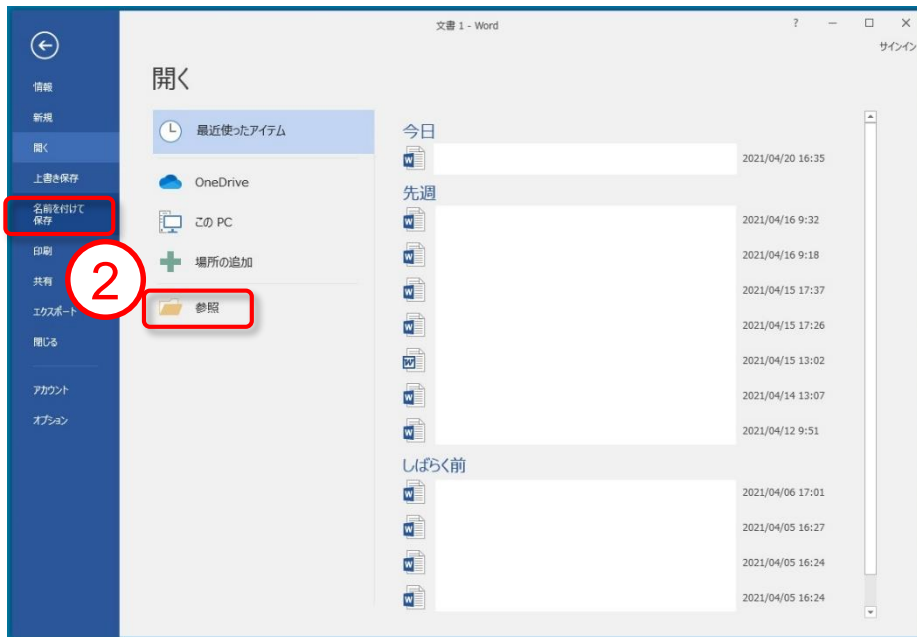 文書 1 - Word
?
サインイン
情報
新規
開く
上書き保存
名前を付けて
保存
印刷
共有
エクスポート
閉じる
アカウント
オプション
②
開く
最近使ったアイテム
OneDrive
この PC
場所の追加
参照
今日
2021/04/20 16:35
先週
2021/04/16 9:32
2021/04/16 9:18
2021/04/15 17:37
2021/04/15 17:26
2021/04/15 13:02
2021/04/14 13:07
2021/04/12 9:51
しばらく前
2021/04/06 17:01
2021/04/05 16:27
2021/04/05 16:24
2021/04/05 16:24